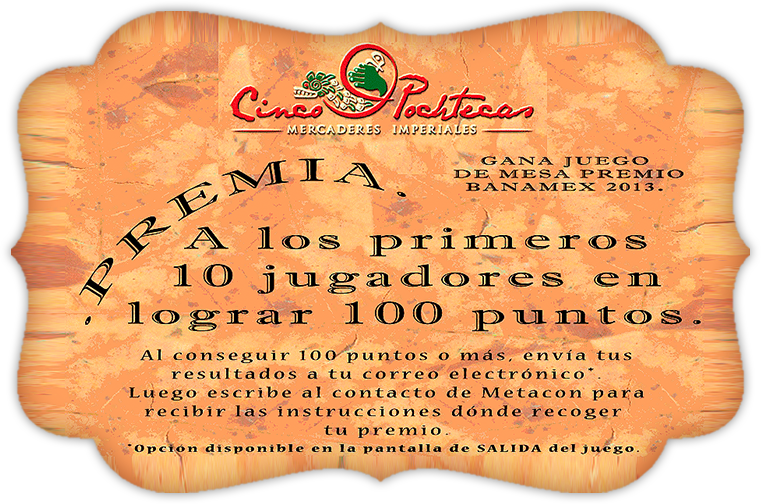 Cinco Pochtecas
MERCADERES IMPERIALES
GANA JUEGO
DE MESA PREMIO
BANAMEX 2013.
. PREMIA.
A los primeros
10 jugadores en
lograr 100 puntos.
Al conseguir 100 puntos o más, envía tus
resultados a tu correo electrónico*.
Luego escribe al contacto de Metacon para
recibir las instrucciones dónde recoger
tu premio.
*Opción disponible en la pantalla de SALIDA del juego.